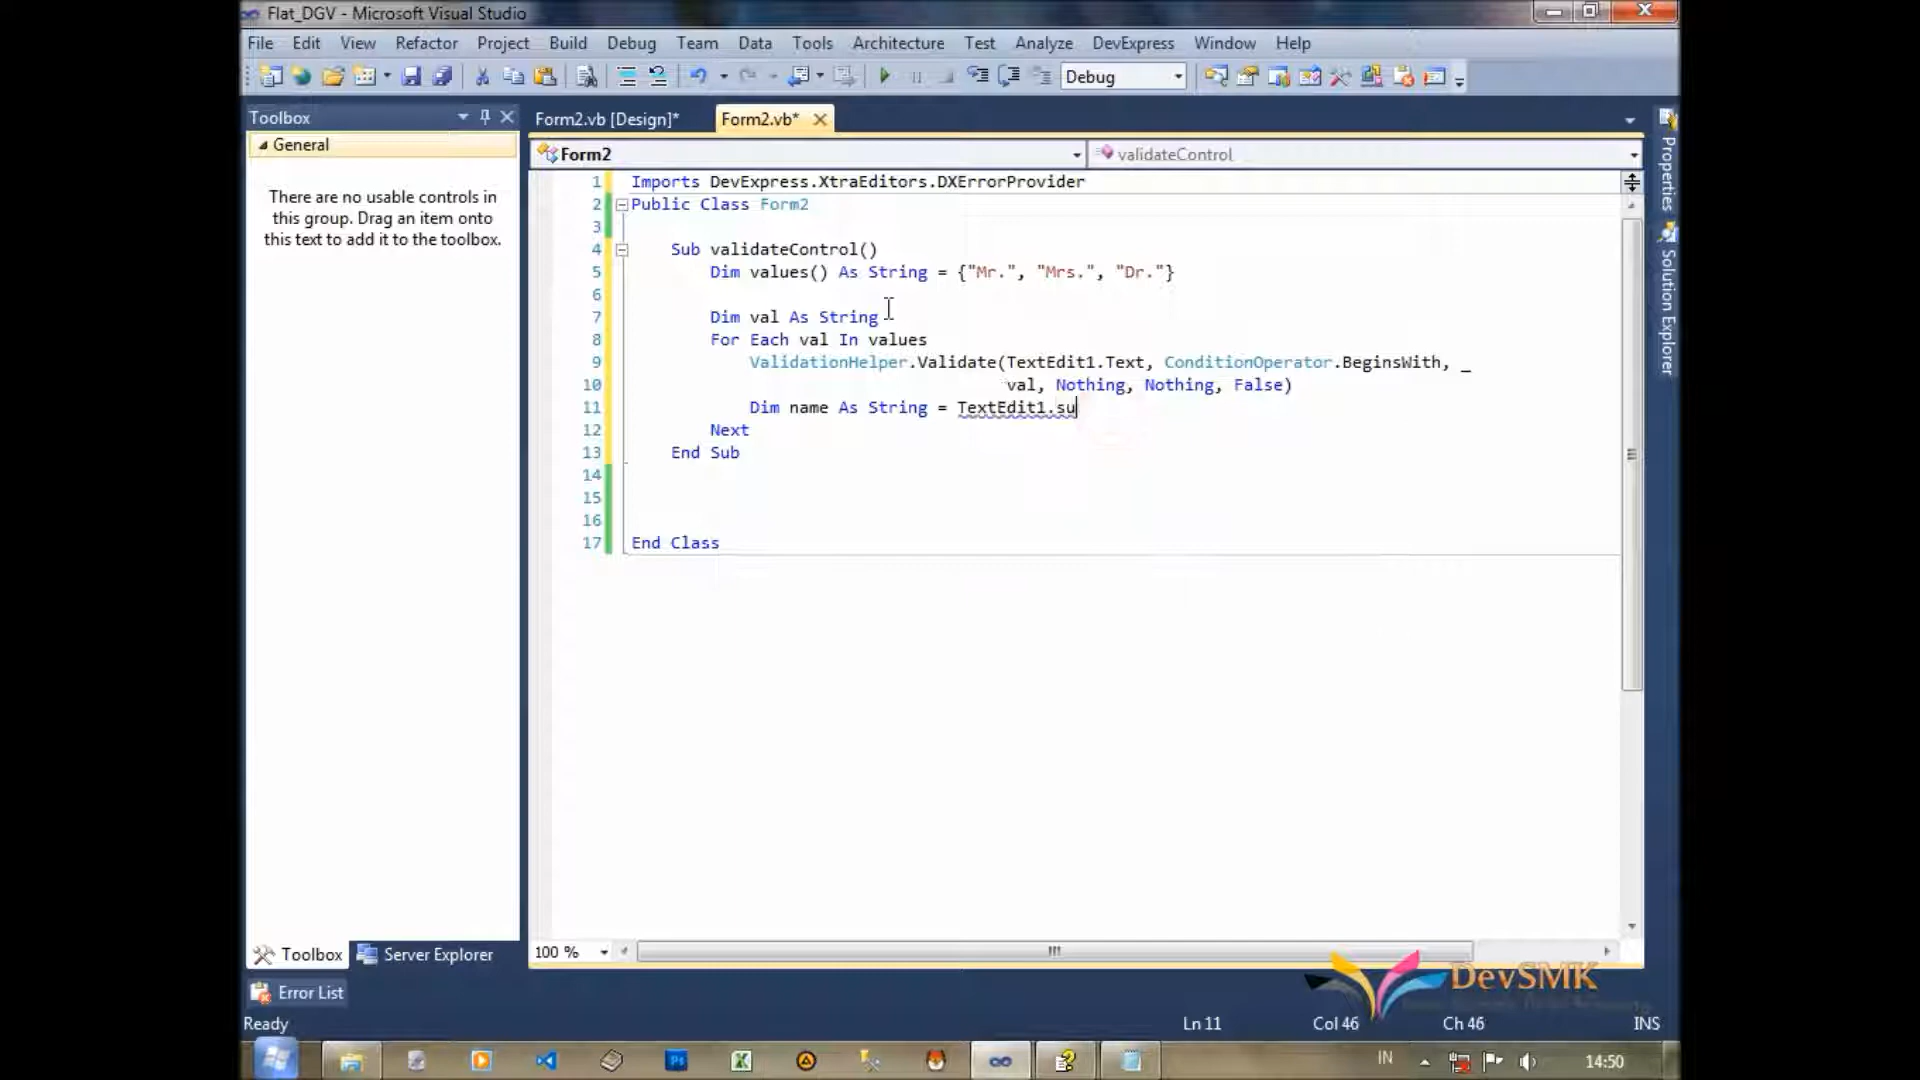 Flat_DGV - Microsoft Visual Studio
File Edit View Refactor Project Build Debug Team Data Tools Architecture Test Analyze DevExpress Window Help
Debug
Toolbox
General
There are no usable controls in
this group. Drag an item onto
this text to add it to the toolbox.
Form2.vb [Design]* Form2.vb*
Form2 validateControl
1 Imports DevExpress.XtraEditors.DXErrorProvider
2 Public Class Form2
3
4 Sub validateControl()
5 Dim values() As String = {"Mr.", "Mrs.", "Dr."}
6
7 Dim val As String
8 For Each val In values
9 ValidationHelper.Validate(TextEdit1.Text, ConditionOperator.BeginsWith, _
10 val, Nothing, Nothing, False)
11 Dim name As String = TextEdit1.su
12 Next
13 End Sub
14
15
16
17 End Class
Properties
Solution Explorer
100 %
Toolbox Server Explorer
DevSMK
Error List
Ready Ln 11 Col 46 Ch 46 INS
Ps IN 14:50